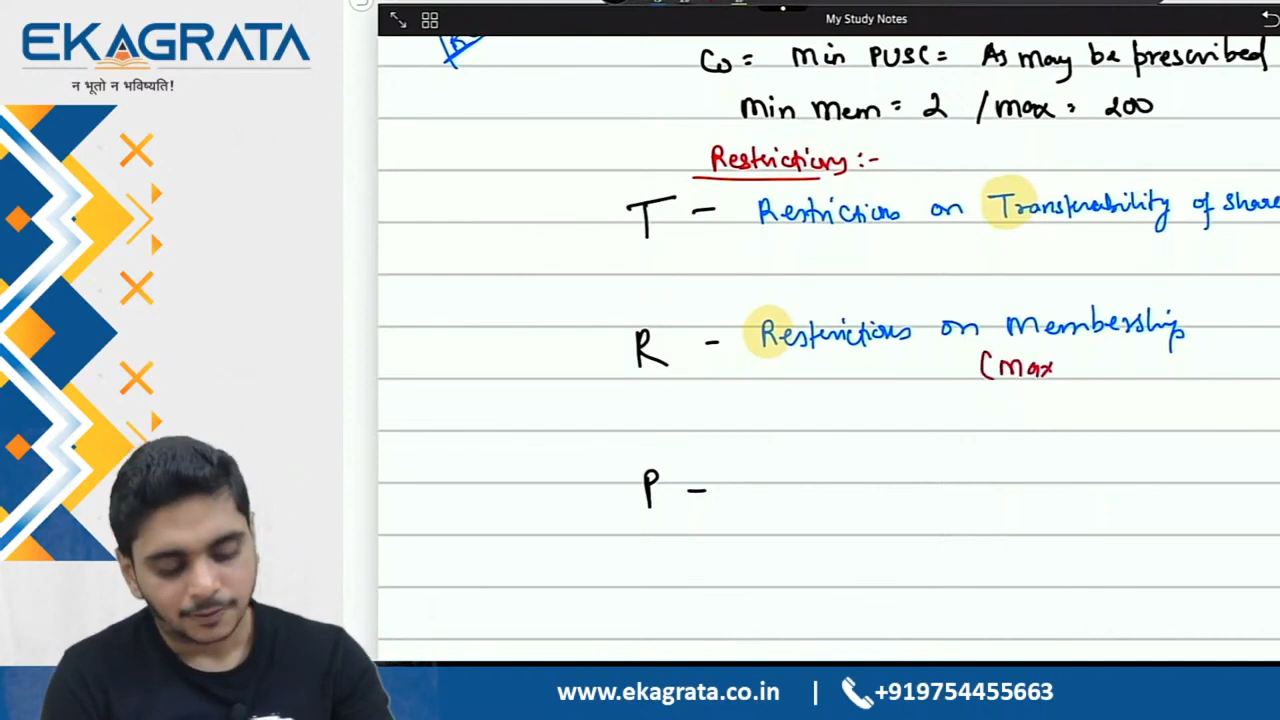 EKAGRATA
न भूतो न भविष्यति!
My Study Notes
Co = Min PUSC = As may be prescribed
Min Mem = 2 / Max = 200
Restrictions :-
T - Restrictions on Transferability of share
R - Restrictions on Membership
(Max
P -
www.ekagrata.co.in | +919754455663